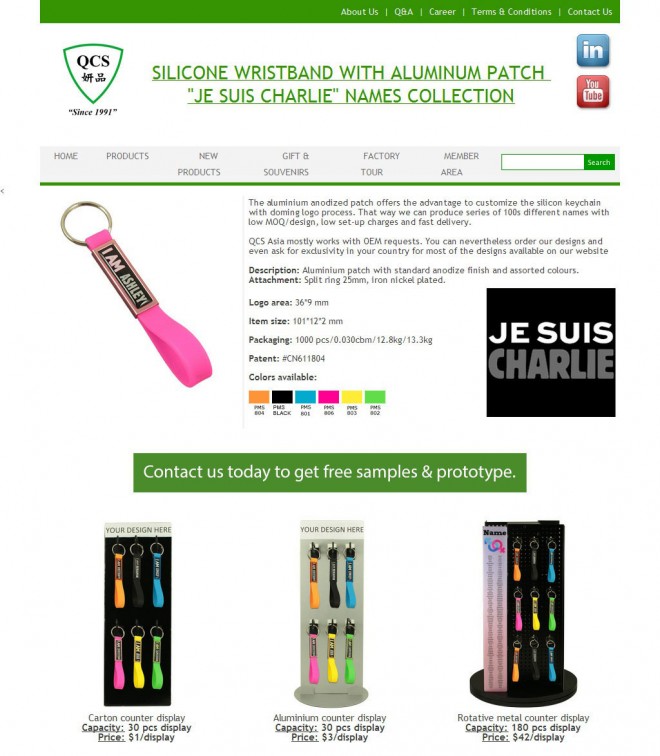 About Us | Q&A | Career | Terms & Conditions | Contact Us
QCS
妍品
"Since 1991"
SILICONE WRISTBAND WITH ALUMINUM PATCH
"JE SUIS CHARLIE" NAMES COLLECTION
in
You
Tube
HOME PRODUCTS NEW PRODUCTS GIFT & SOUVENIRS FACTORY TOUR MEMBER AREA Search
The aluminium anodized patch offers the advantage to customize the silicon keychain
with doming logo process. That way we can produce series of 100s different names with
low MOQ/design, low set-up charges and fast delivery.
QCS Asia mostly works with OEM requests. You can nevertheless order our designs and
even ask for exclusivity in your country for most of the designs available on our website
Description: Aluminium patch with standard anodize finish and assorted colours.
Attachment: Split ring 25mm, iron nickel plated.
I AM ASHLEY!
Logo area: 36*9 mm
Item size: 101*12*2 mm
Packaging: 1000 pcs/0.030cbm/12.8kg/13.3kg
Patent: #CN611804
Colors available:
PMS 804
PMS BLACK
PMS 801
PMS 806
PMS 803
PMS 802
JE SUIS
CHARLIE
Contact us today to get free samples & prototype.
YOUR DESIGN HERE
YOUR DESIGN HERE
Name
Carton counter display
Capacity: 30 pcs display
Price: $1/display
Aluminium counter display
Capacity: 30 pcs display
Price: $3/display
Rotative metal counter display
Capacity: 180 pcs display
Price: $42/display